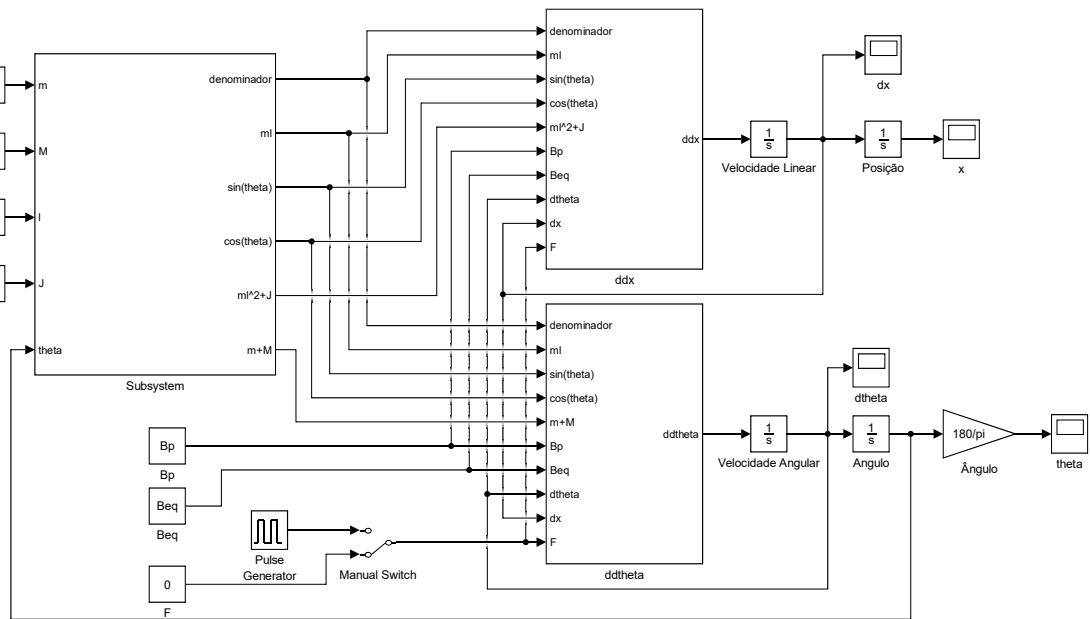 m
M
l
J
theta
denominador
ml
sin(theta)
cos(theta)
ml^2+J
m+M
Subsystem
denominador
ml
sin(theta)
cos(theta)
ml^2+J
Bp
Beq
dtheta
dx
F
ddx
ddx
1
s
Velocidade Linear
dx
1
s
Posição
x
denominador
ml
sin(theta)
cos(theta)
m+M
Bp
Beq
dtheta
dx
F
ddtheta
ddtheta
1
s
Velocidade Angular
dtheta
1
s
Angulo
180/pi
Ângulo
theta
Bp
Bp
Beq
Beq
Pulse
Generator
Manual Switch
0
F